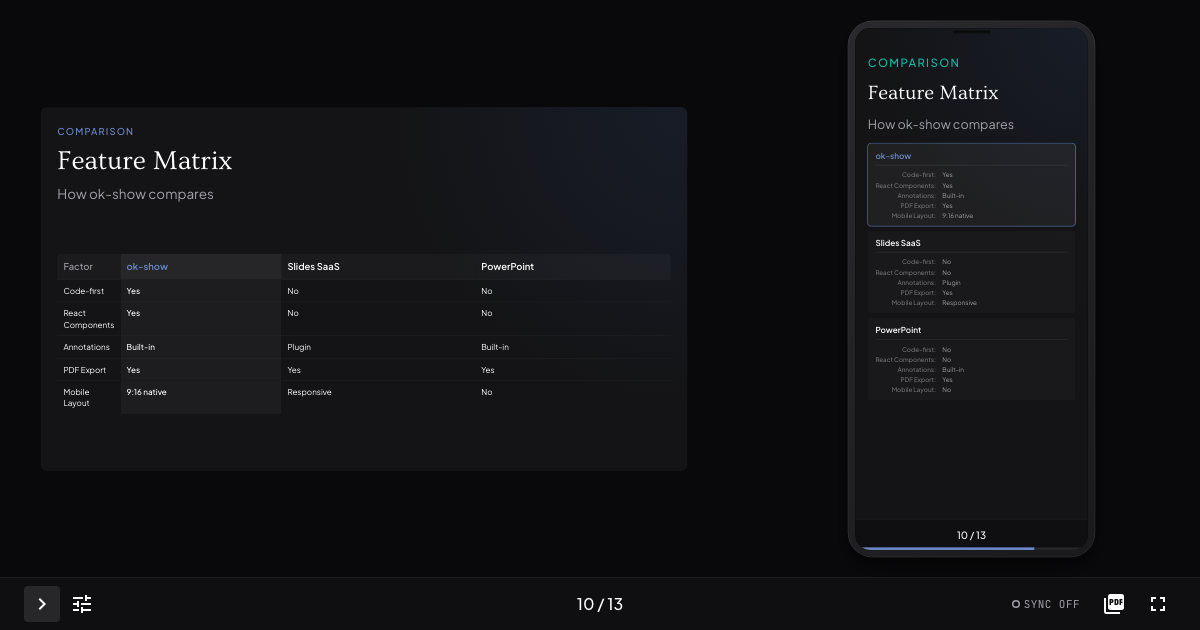 COMPARISON
Feature Matrix
How ok-show compares
Factor ok-show Slides SaaS PowerPoint
Code-first Yes No No
React Components Yes No No
Annotations Built-in Plugin Built-in
PDF Export Yes Yes Yes
Mobile Layout 9:16 native Responsive No
COMPARISON
Feature Matrix
How ok-show compares
ok-show
Code-first: Yes
React Components: Yes
Annotations: Built-in
PDF Export: Yes
Mobile Layout: 9:16 native
Slides SaaS
Code-first: No
React Components: No
Annotations: Plugin
PDF Export: Yes
Mobile Layout: Responsive
PowerPoint
Code-first: No
React Components: No
Annotations: Built-in
PDF Export: Yes
Mobile Layout: No
10 / 13
10 / 13
SYNC OFF
PDF